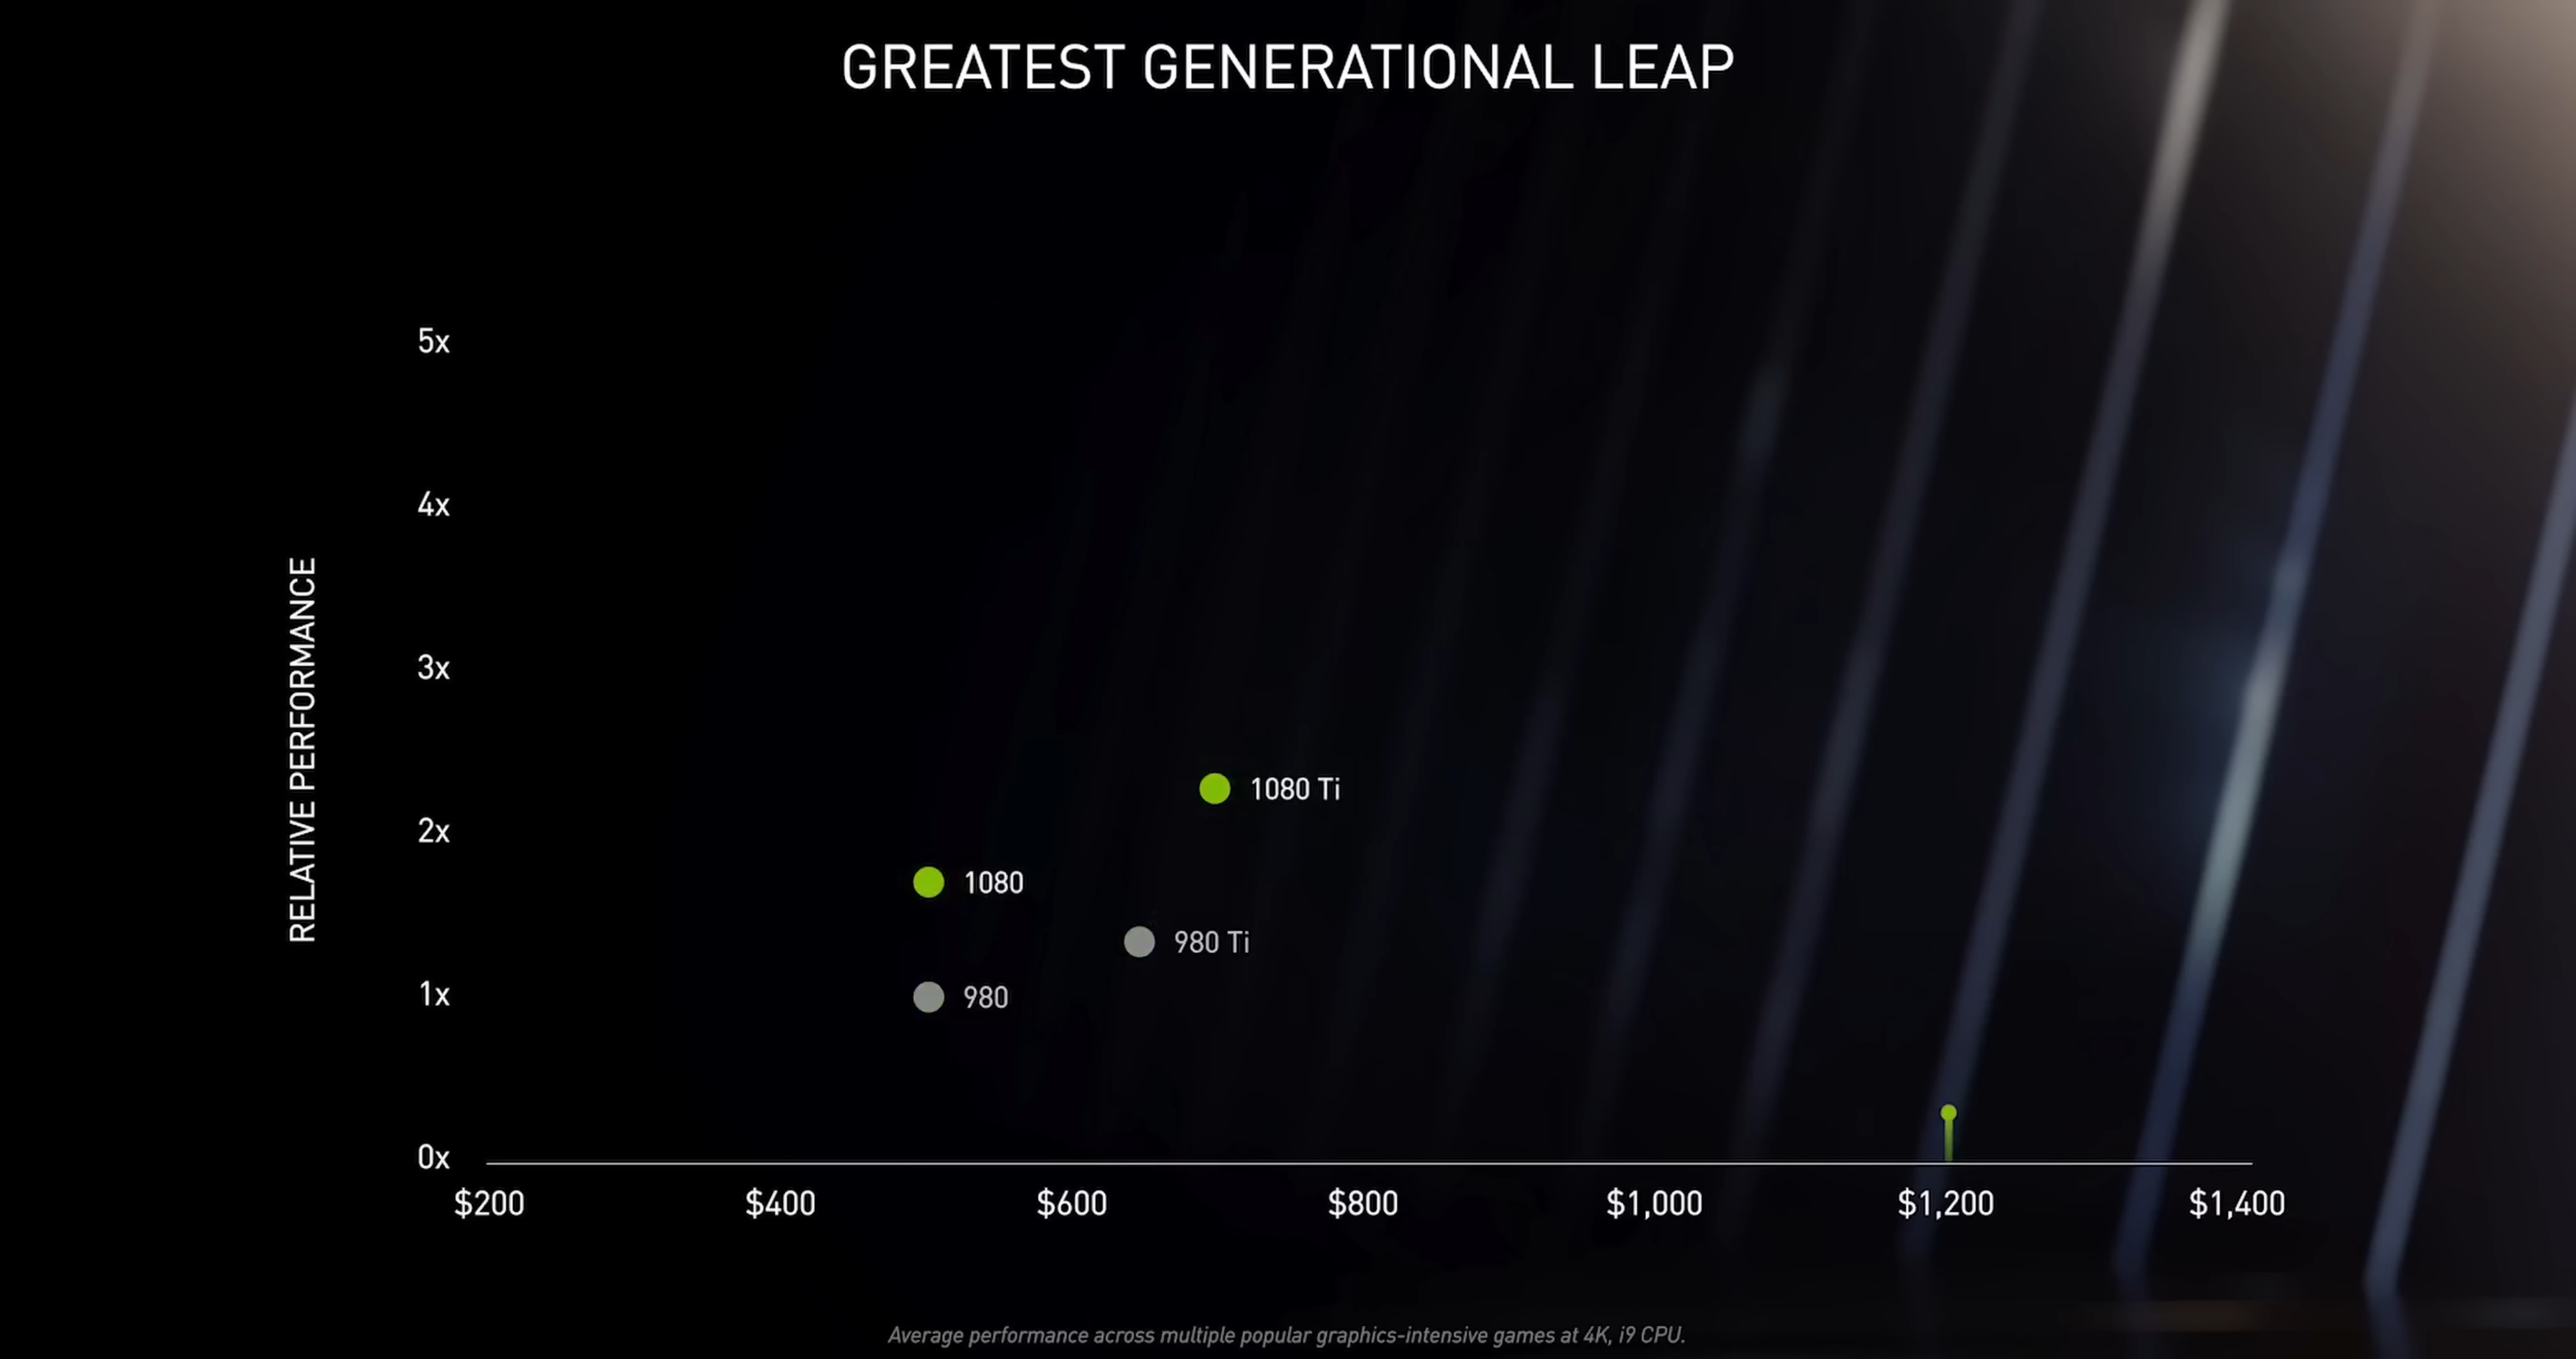 GREATEST GENERATIONAL LEAP
RELATIVE PERFORMANCE
5x
4x
3x
2x
1x
0x
1080 Ti
1080
980 Ti
980
$200 $400 $600 $800 $1,000 $1,200 $1,400
Average performance across multiple popular graphics-intensive games at 4K, i9 CPU.